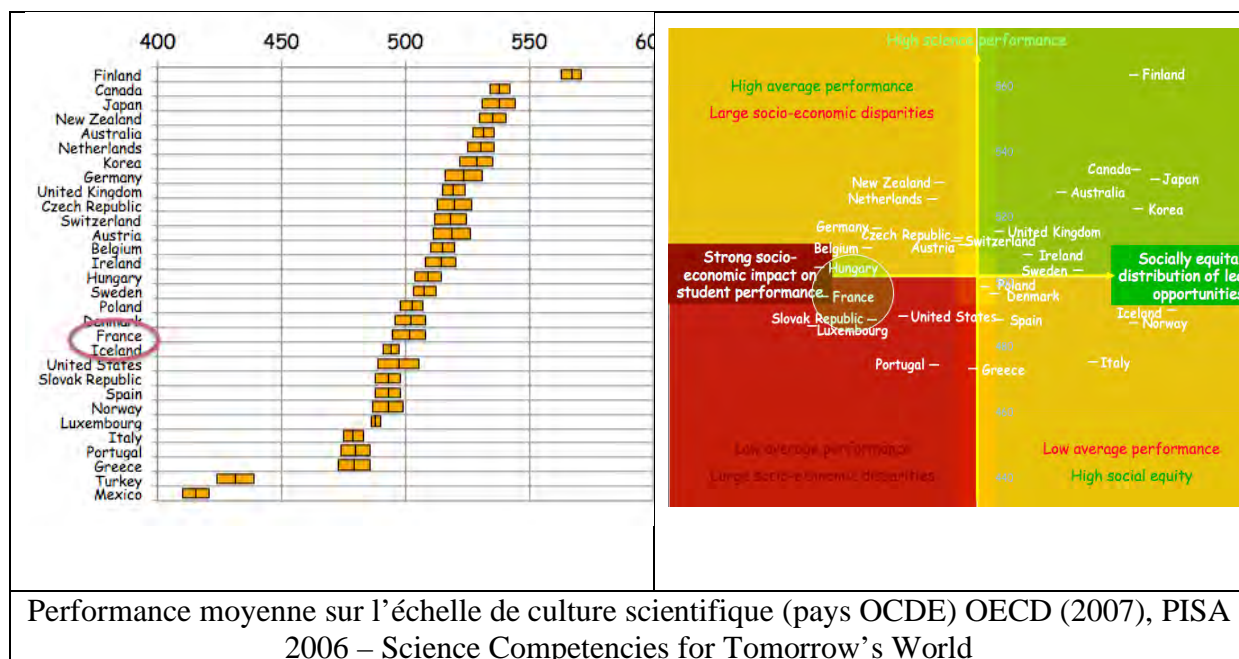 400 450 500 550 60
Finland
Canada
Japan
New Zealand
Australia
Netherlands
Korea
Germany
United Kingdom
Czech Republic
Switzerland
Austria
Belgium
Ireland
Hungary
Sweden
Poland
Denmark
France
Iceland
United States
Slovak Republic
Spain
Norway
Luxembourg
Italy
Portugal
Greece
Turkey
Mexico
High science performance
High average performance
Large socio-economic disparities
Finland
Canada
Japan
New Zealand
Australia
Netherlands
Korea
Germany
Czech Republic
United Kingdom
Switzerland
Belgium
Austria
Ireland
Strong socio-
economic impact on
student performance
Hungary
Sweden
Socially equita
distribution of lea
opportunities
Poland
France
Denmark
Iceland
Slovak Republic
United States
Spain
Norway
Luxembourg
Portugal
Greece
Italy
Low average performance
Large socio-economic disparities
Low average performance
High social equity
Performance moyenne sur l’échelle de culture scientifique (pays OCDE) OECD (2007), PISA
2006 – Science Competencies for Tomorrow’s World